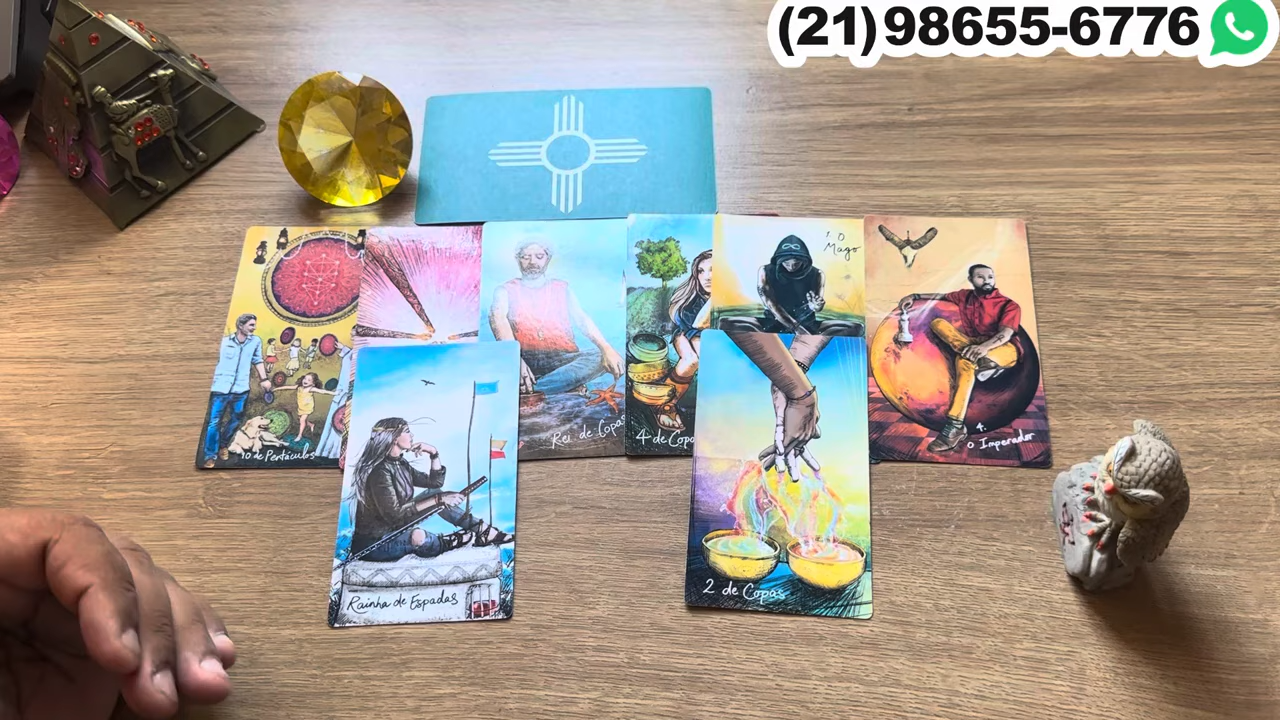 (21)98655-6776
1. O
Mago
10 de Pentáculos
Rei de Copas
4 de Copa
4.
O Imperador
Rainha de Espadas
2 de Copas